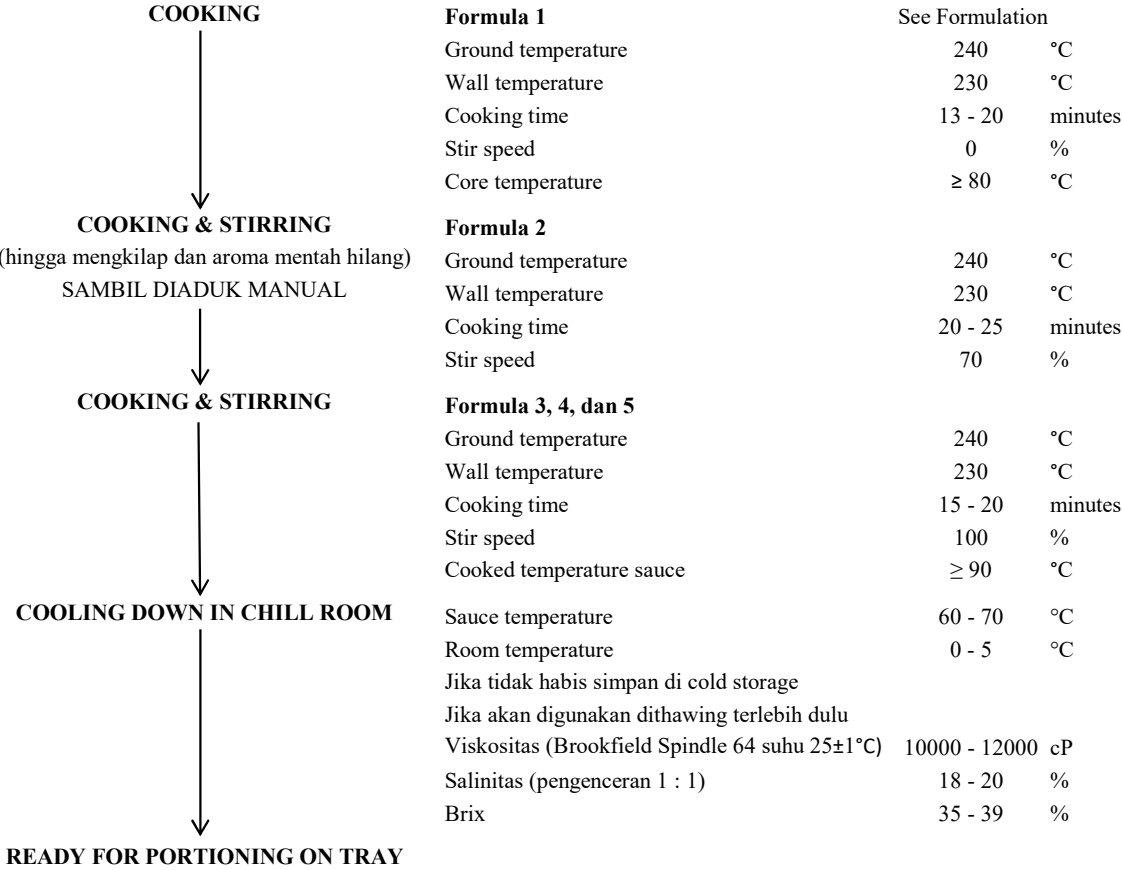 COOKING Formula 1 See Formulation
Ground temperature 240 °C
Wall temperature 230 °C
Cooking time 13 - 20 minutes
Stir speed 0 %
Core temperature ≥ 80 °C
COOKING & STIRRING Formula 2
(hingga mengkilap dan aroma mentah hilang) Ground temperature 240 °C
SAMBIL DIADUK MANUAL Wall temperature 230 °C
Cooking time 20 - 25 minutes
Stir speed 70 %
COOKING & STIRRING Formula 3, 4, dan 5
Ground temperature 240 °C
Wall temperature 230 °C
Cooking time 15 - 20 minutes
Stir speed 100 %
Cooked temperature sauce ≥ 90 °C
COOLING DOWN IN CHILL ROOM Sauce temperature 60 - 70 °C
Room temperature 0 - 5 °C
Jika tidak habis simpan di cold storage
Jika akan digunakan dithawing terlebih dulu
Viskositas (Brookfield Spindle 64 suhu 25±1°C) 10000 - 12000 cP
Salinitas (pengenceran 1 : 1) 18 - 20 %
Brix 35 - 39 %
READY FOR PORTIONING ON TRAY